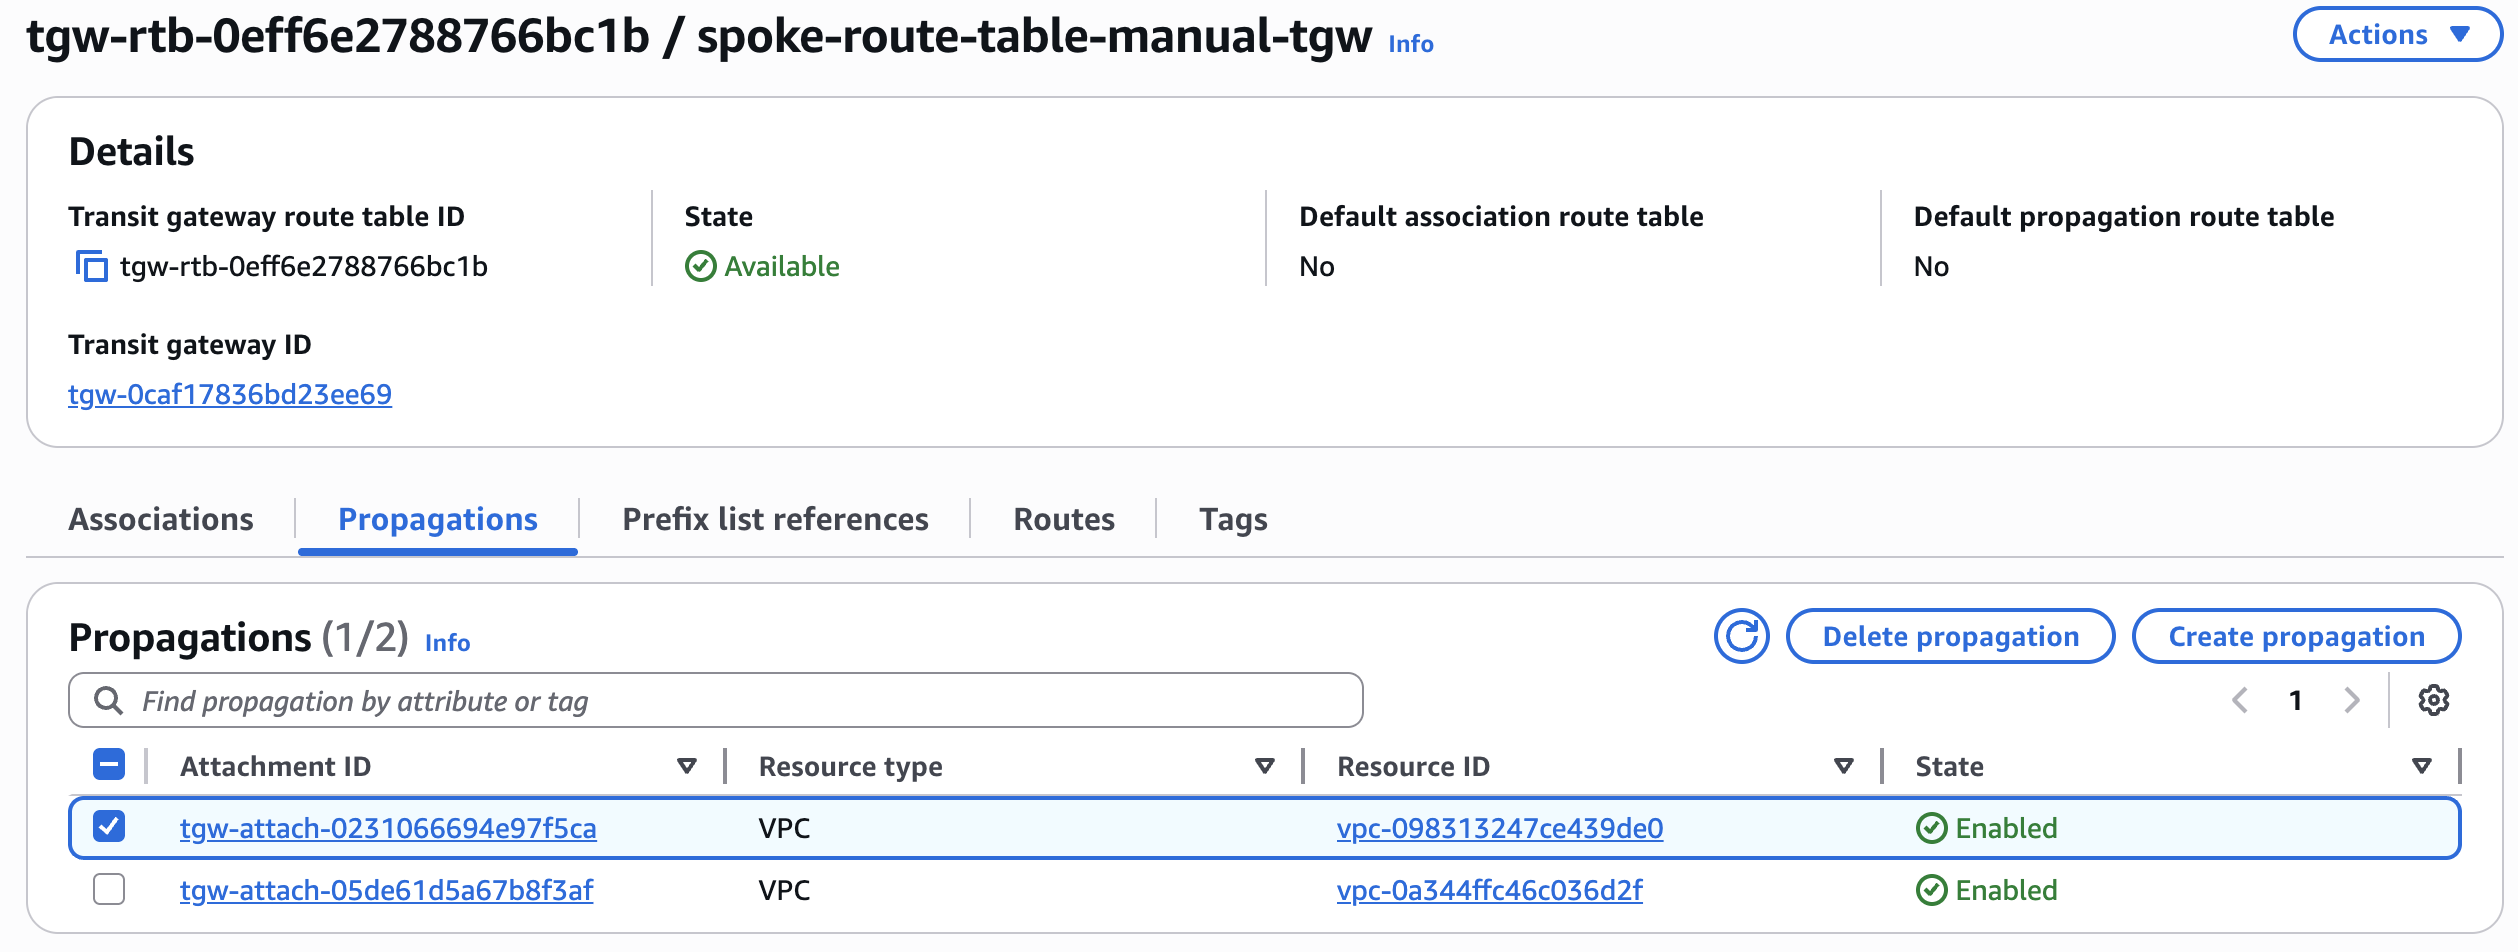 tgw-rtb-0eff6e2788766bc1b / spoke-route-table-manual-tgw Info
Actions
Details
Transit gateway route table ID
tgw-rtb-0eff6e2788766bc1b
State
Available
Default association route table
No
Default propagation route table
No
Transit gateway ID
tgw-0caf17836bd23ee69
Associations Propagations Prefix list references Routes Tags
Propagations (1/2) Info
Delete propagation Create propagation
Find propagation by attribute or tag
1
Attachment ID Resource type Resource ID State
tgw-attach-0231066694e97f5ca VPC vpc-098313247ce439de0 Enabled
tgw-attach-05de61d5a67b8f3af VPC vpc-0a344ffc46c036d2f Enabled